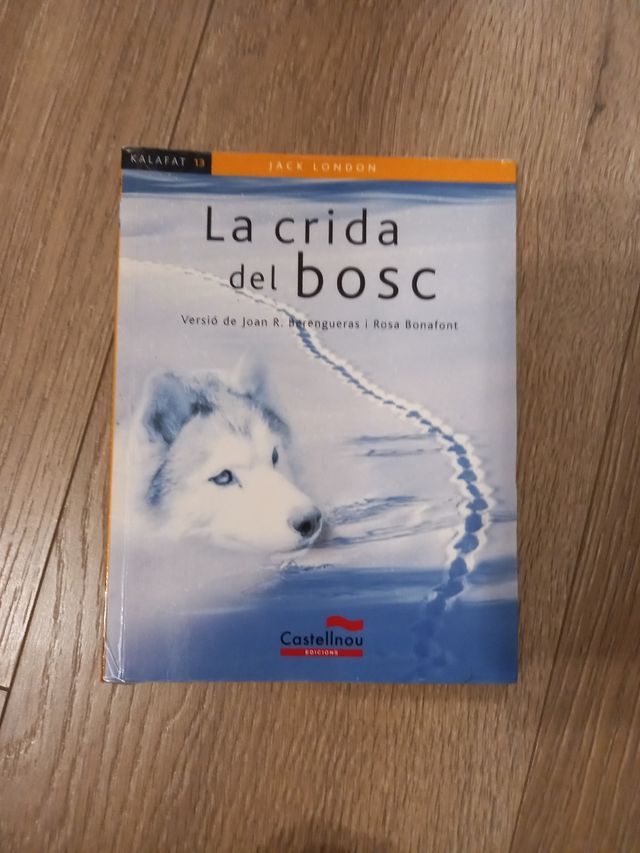 KALAFAT 13
JACK LONDON
La crida
del bosc
Versió de Joan R. Berengueras i Rosa Bonafont
Castellnou
EDICIONS